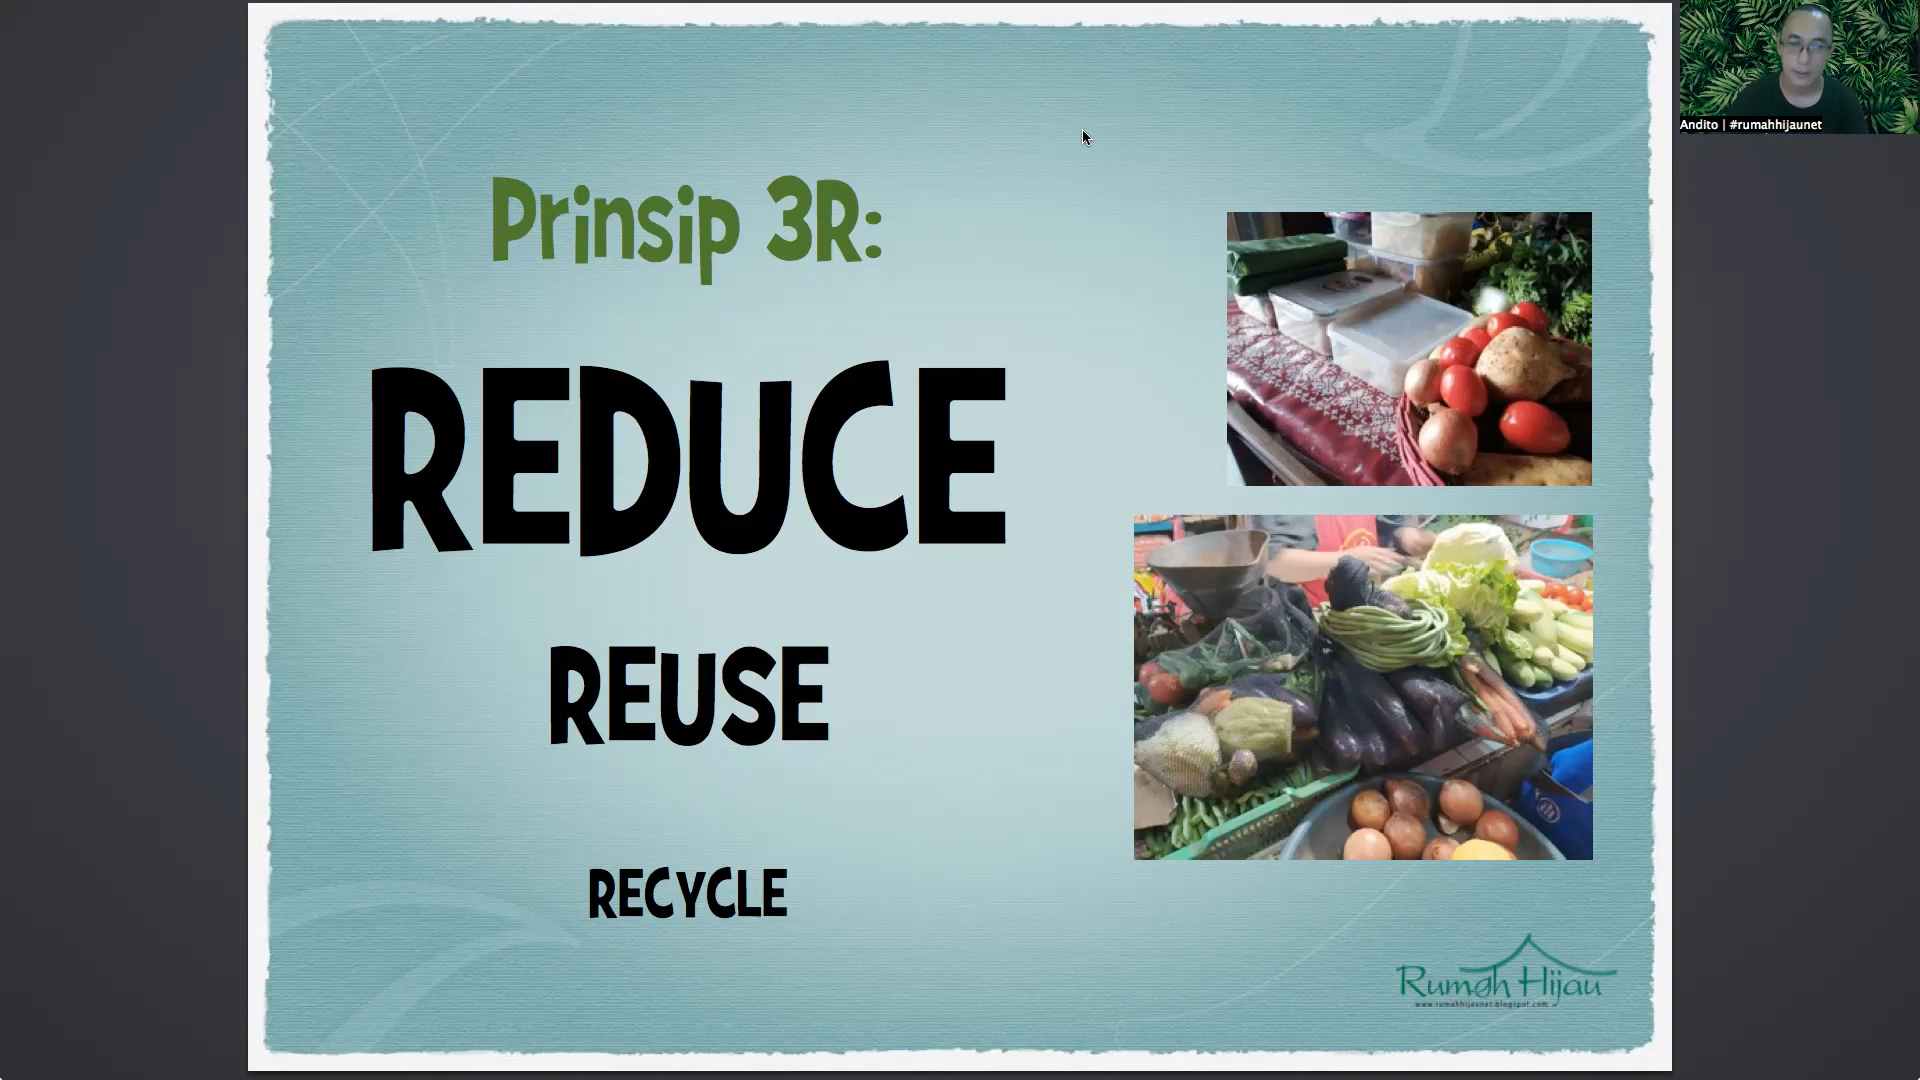 Prinsip 3R:
REDUCE
REUSE
RECYCLE
Rumah Hijau
www.rumahhijaunet.blogspot.com
Andito | #rumahhijaunet